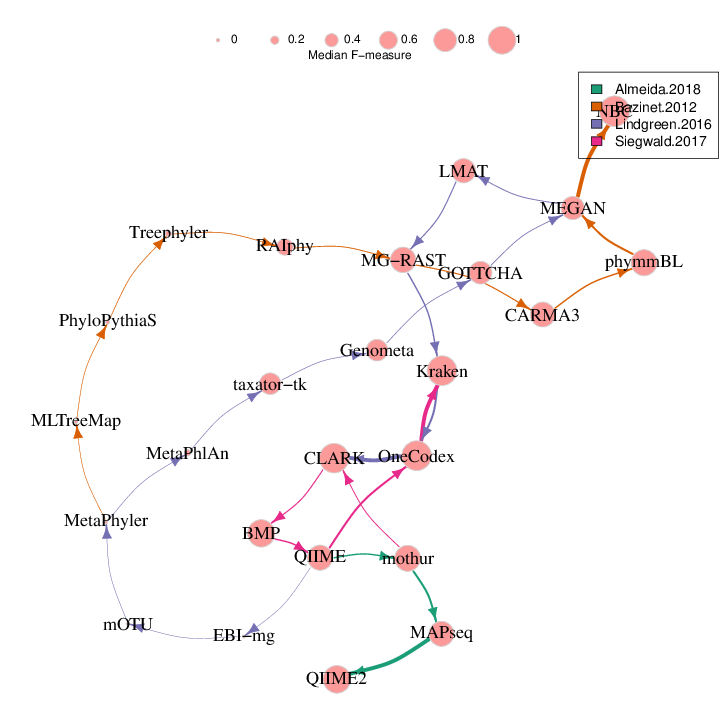 0 0.2 0.4 0.6 0.8 1
Median F−measure
Almeida.2018
Bazinet.2012
Lindgreen.2016
Siegwald.2017
NBC
LMAT
MEGAN
Treephyler
RAIphy
MG−RAST
GOTTCHA
phymmBL
CARMA3
PhyloPythiaS
Genometa
Kraken
taxator−tk
MLTreeMap
MetaPhlAn
CLARK
OneCodex
MetaPhyler
BMP
QIIME
mothur
mOTU
EBI−mg
MAPseq
QIIME2